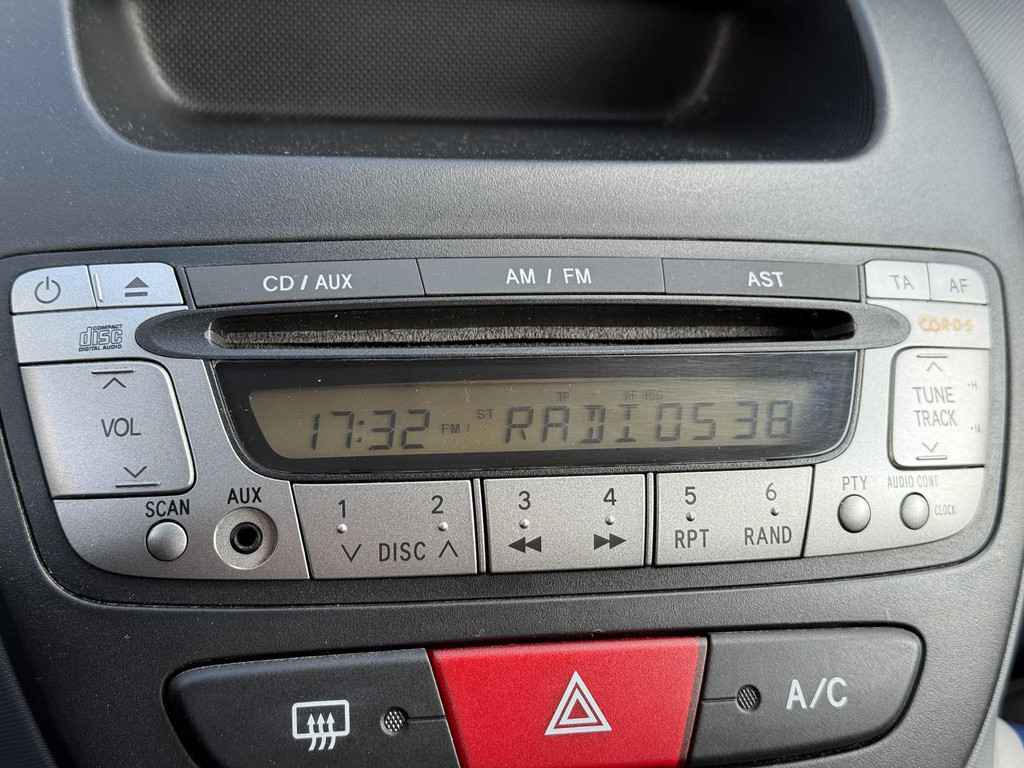 CD / AUX AM / FM AST TA AF
COMPACT
disc
DIGITAL AUDIO
VOL
17:32 FM ST RADIO538
TUNE
TRACK
SCAN AUX
1 2 3 4 5 6
DISC RPT RAND
PTY AUDIO CONT
CLOCK
A/C